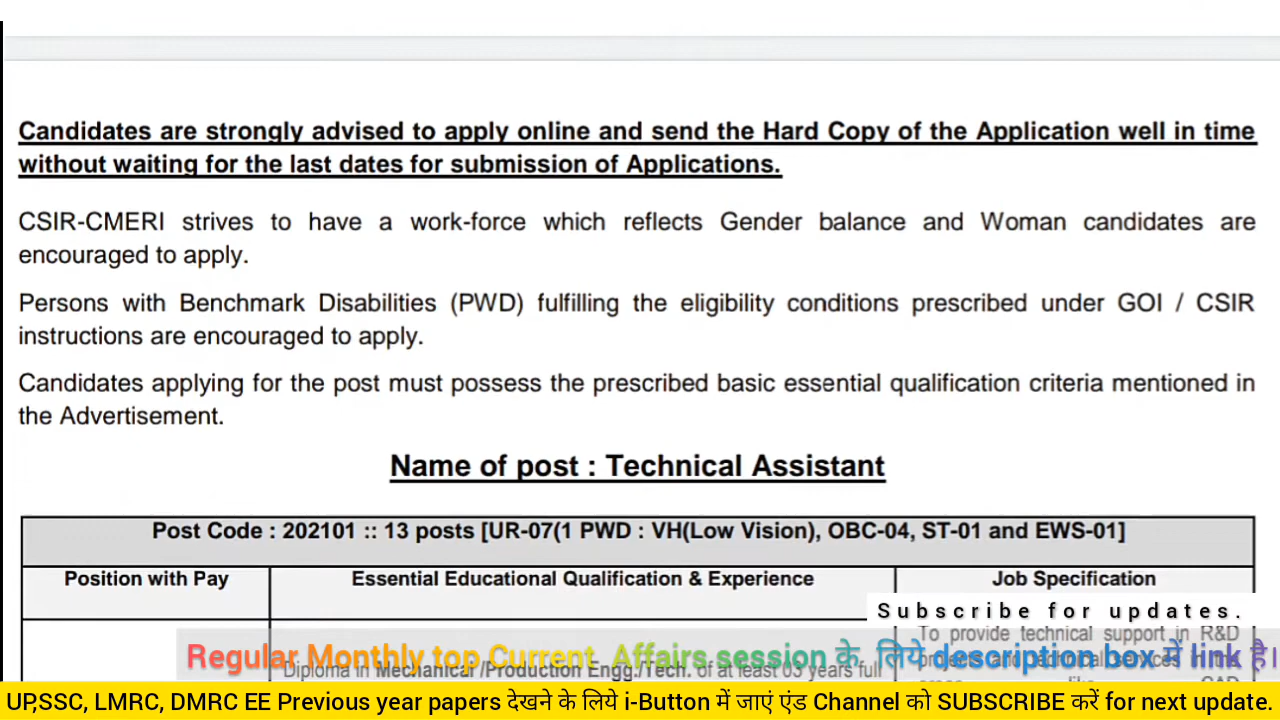 Candidates are strongly advised to apply online and send the Hard Copy of the Application well in time
without waiting for the last dates for submission of Applications.
CSIR-CMERI strives to have a work-force which reflects Gender balance and Woman candidates are
encouraged to apply.
Persons with Benchmark Disabilities (PWD) fulfilling the eligibility conditions prescribed under GOI / CSIR
instructions are encouraged to apply.
Candidates applying for the post must possess the prescribed basic essential qualification criteria mentioned in
the Advertisement.
Name of post : Technical Assistant
Post Code : 202101 :: 13 posts [UR-07(1 PWD : VH(Low Vision), OBC-04, ST-01 and EWS-01]
Position with Pay
Essential Educational Qualification & Experience
Job Specification
Subscribe for updates.
To provide technical support in R&D
Regular Monthly top Current Affairs session के लिये description box में link है।
Diploma in Mechanical /Production Engg./Tech. of at least 03 years full
UP,SSC, LMRC, DMRC EE Previous year papers देखने के लिये i-Button में जाएं एंड Channel को SUBSCRIBE करें for next update.